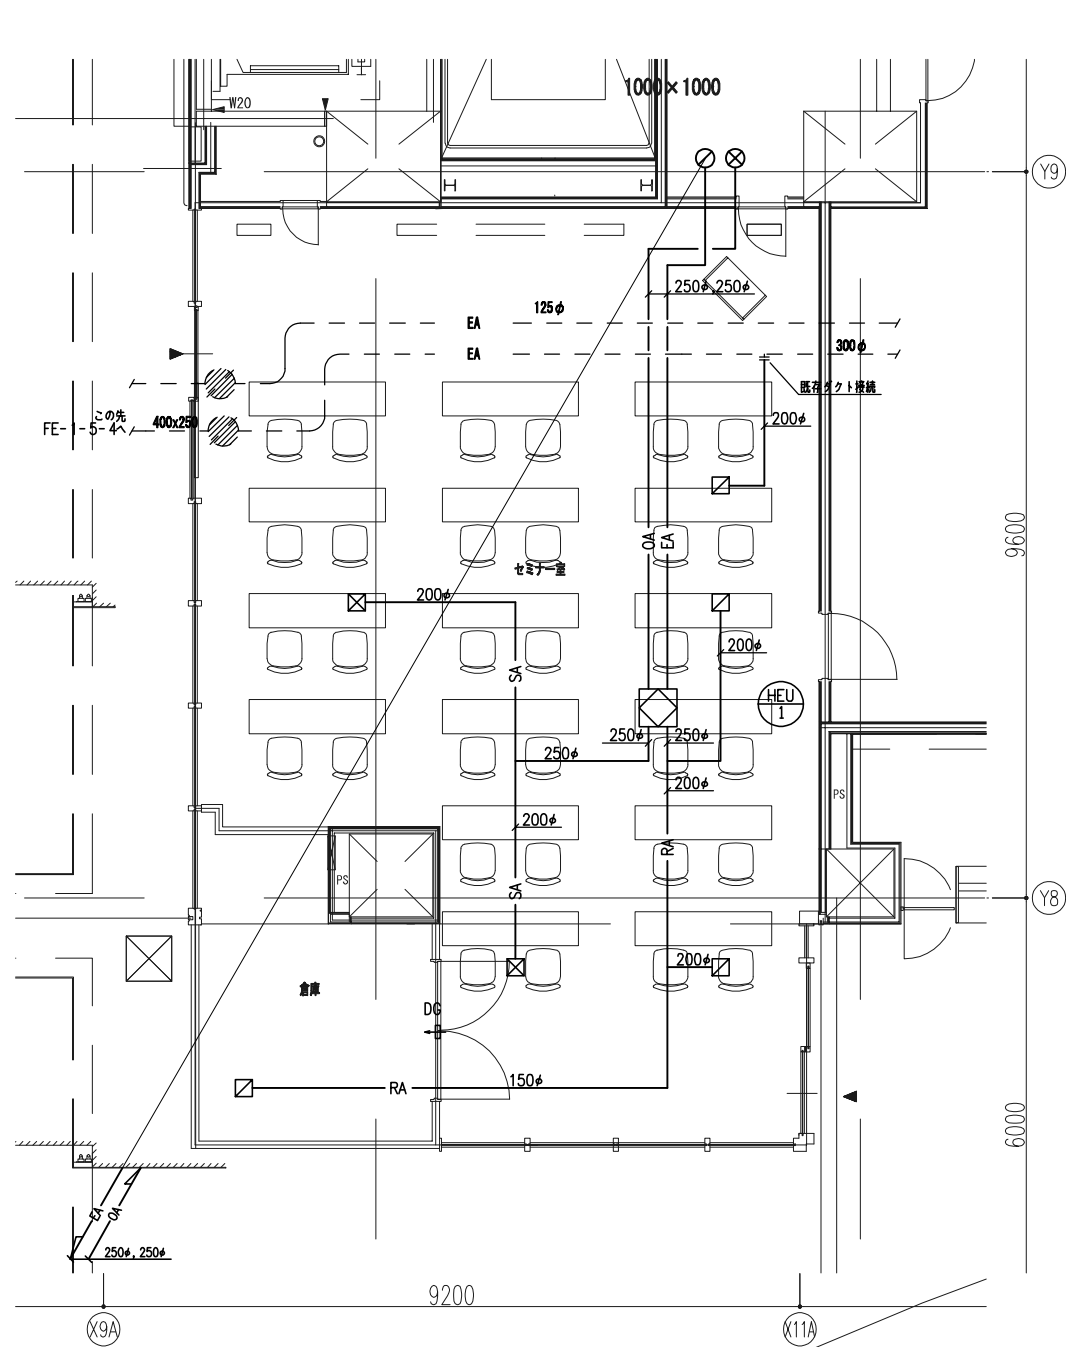 1000×1000
W20
Y9
250φ,250φ
125φ
EA
EA
300φ
既存ダクト接続
この先
FE-1-5-4へ
400x250
200φ
OA
EA
9600
セミナー室
200φ
200φ
SA
HEU
1
250φ
250φ
250φ
200φ
PS
200φ
RA
PS
SA
Y8
200φ
倉庫
DG
150φ
RA
6000
EA
OA
250φ, 250φ
9200
X9A
X11A